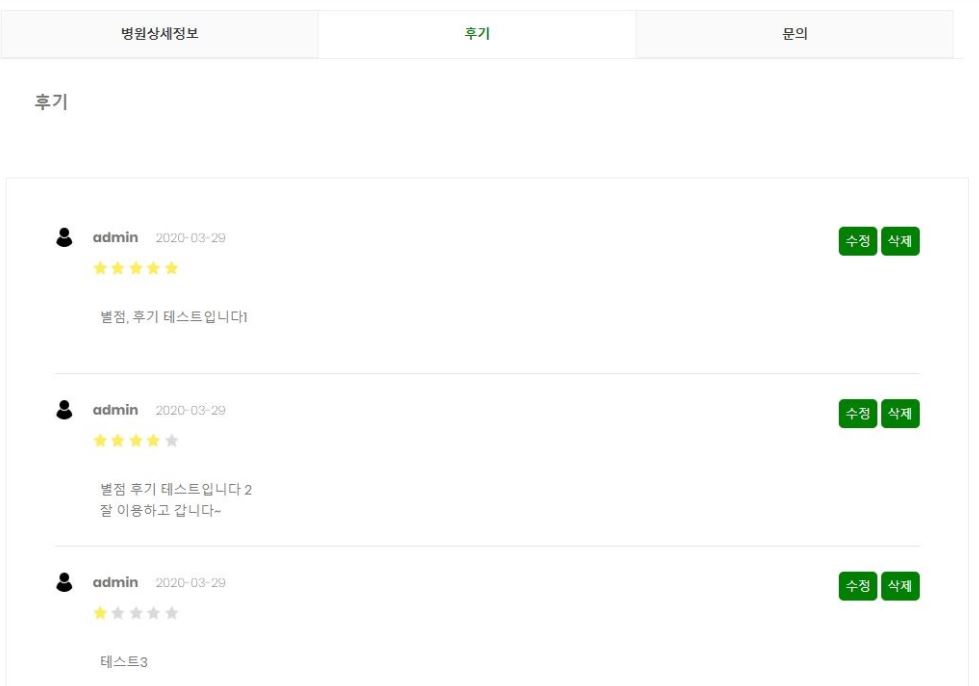 병원상세정보 후기 문의
후기
admin 2020-03-29 수정 삭제
별점, 후기 테스트입니다1
admin 2020-03-29 수정 삭제
별점 후기 테스트입니다 2
잘 이용하고 갑니다~
admin 2020-03-29 수정 삭제
테스트3